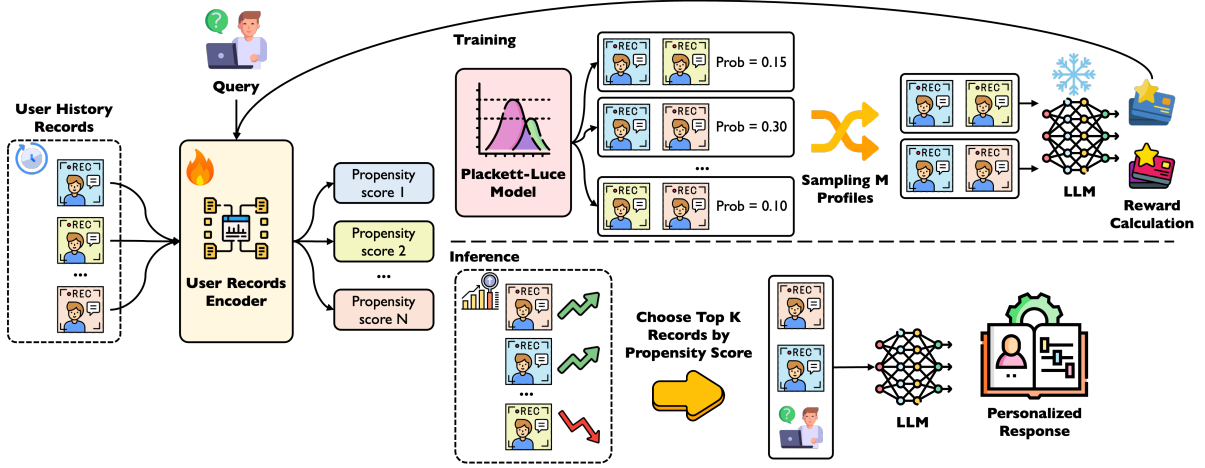 Query
User History
Records
REC
REC
...
REC
User Records
Encoder
Propensity
score 1
Propensity
score 2
...
Propensity
score N
Training
Plackett-Luce
Model
REC
REC
Prob = 0.15
REC
REC
Prob = 0.30
...
REC
REC
Prob = 0.10
Sampling M
Profiles
REC
REC
REC
REC
LLM
Reward
Calculation
Inference
REC
REC
...
REC
Choose Top K
Records by
Propensity Score
REC
REC
LLM
Personalized
Response